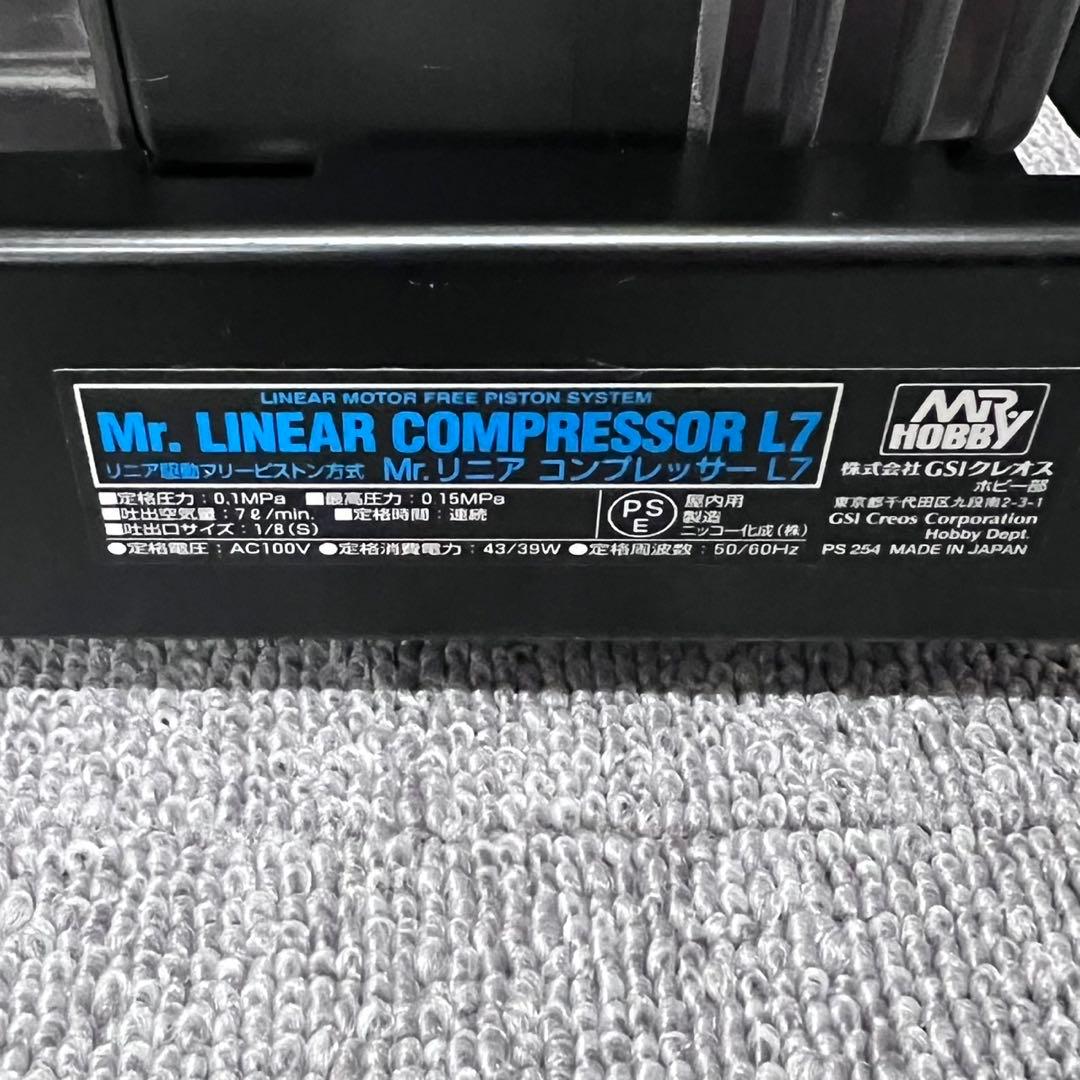 LINEAR MOTOR FREE PISTON SYSTEM
Mr. LINEAR COMPRESSOR L7
リニア駆動フリーピストン方式 Mr.リニア コンプレッサー L7
■定格圧力：0.1MPa ■最高圧力：0.15MPa
■吐出空気量：7ℓ/min. ■定格時間：連続
■吐出口サイズ：1/8(S)
PS
E
屋内用
製造
ニッコー化成(株)
●定格電圧：AC100V ●定格消費電力：43/39W ●定格周波数：50/60Hz
MR.
HOBBY
株式会社 GSIクレオス
ホビー部
東京都千代田区九段南2-3-1
GSI Creos Corporation
Hobby Dept.
PS 254 MADE IN JAPAN